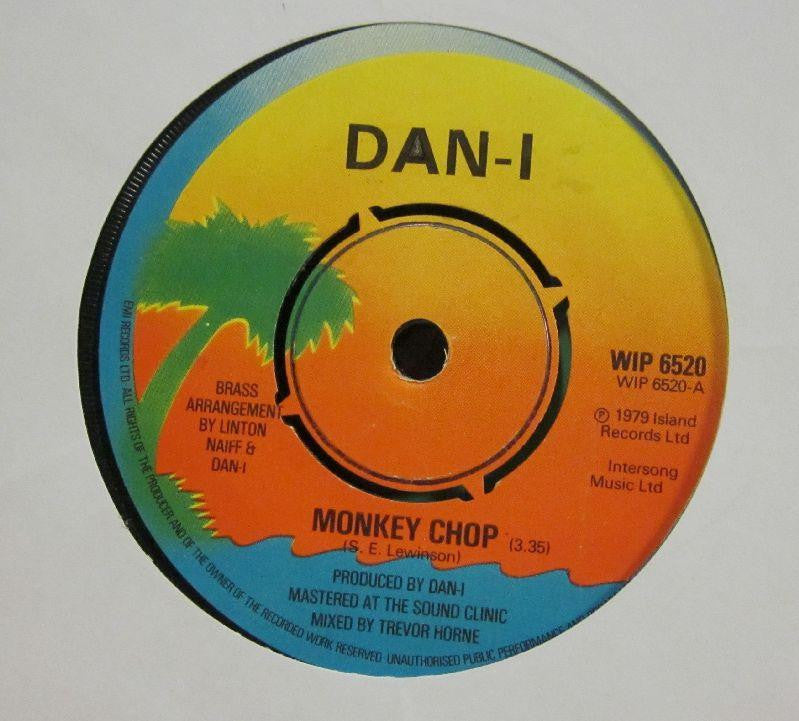 DAN-I
WIP 6520
WIP 6520-A
℗ 1979 Island
Records Ltd
Intersong
Music Ltd
BRASS
ARRANGEMENT
BY LINTON
NAIFF &
DAN-I
MONKEY CHOP (3.35)
(S. E. Lewinson)
PRODUCED BY DAN-I
MASTERED AT THE SOUND CLINIC
MIXED BY TREVOR HORNE
EMI RECORDS LTD. ALL RIGHTS OF THE PRODUCER AND OF THE OWNER OF THE RECORDED WORK RESERVED. UNAUTHORISED PUBLIC PERFORMANCE AND